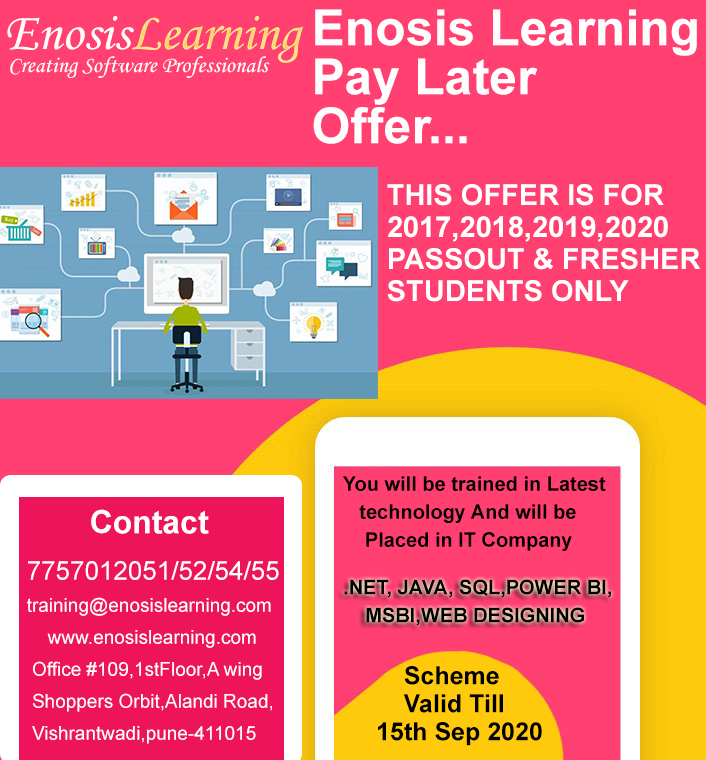 EnosisLearning
Creating Software Professionals
Enosis Learning
Pay Later
Offer...
THIS OFFER IS FOR
2017,2018,2019,2020
PASSOUT & FRESHER
STUDENTS ONLY
Buy
You will be trained in Latest
technology And will be
Placed in IT Company
.NET, JAVA, SQL,POWER BI,
MSBI,WEB DESIGNING
Scheme
Valid Till
15th Sep 2020
Contact
7757012051/52/54/55
training@enosislearning.com
www.enosislearning.com
Office #109,1stFloor,A wing
Shoppers Orbit,Alandi Road,
Vishrantwadi,pune-411015